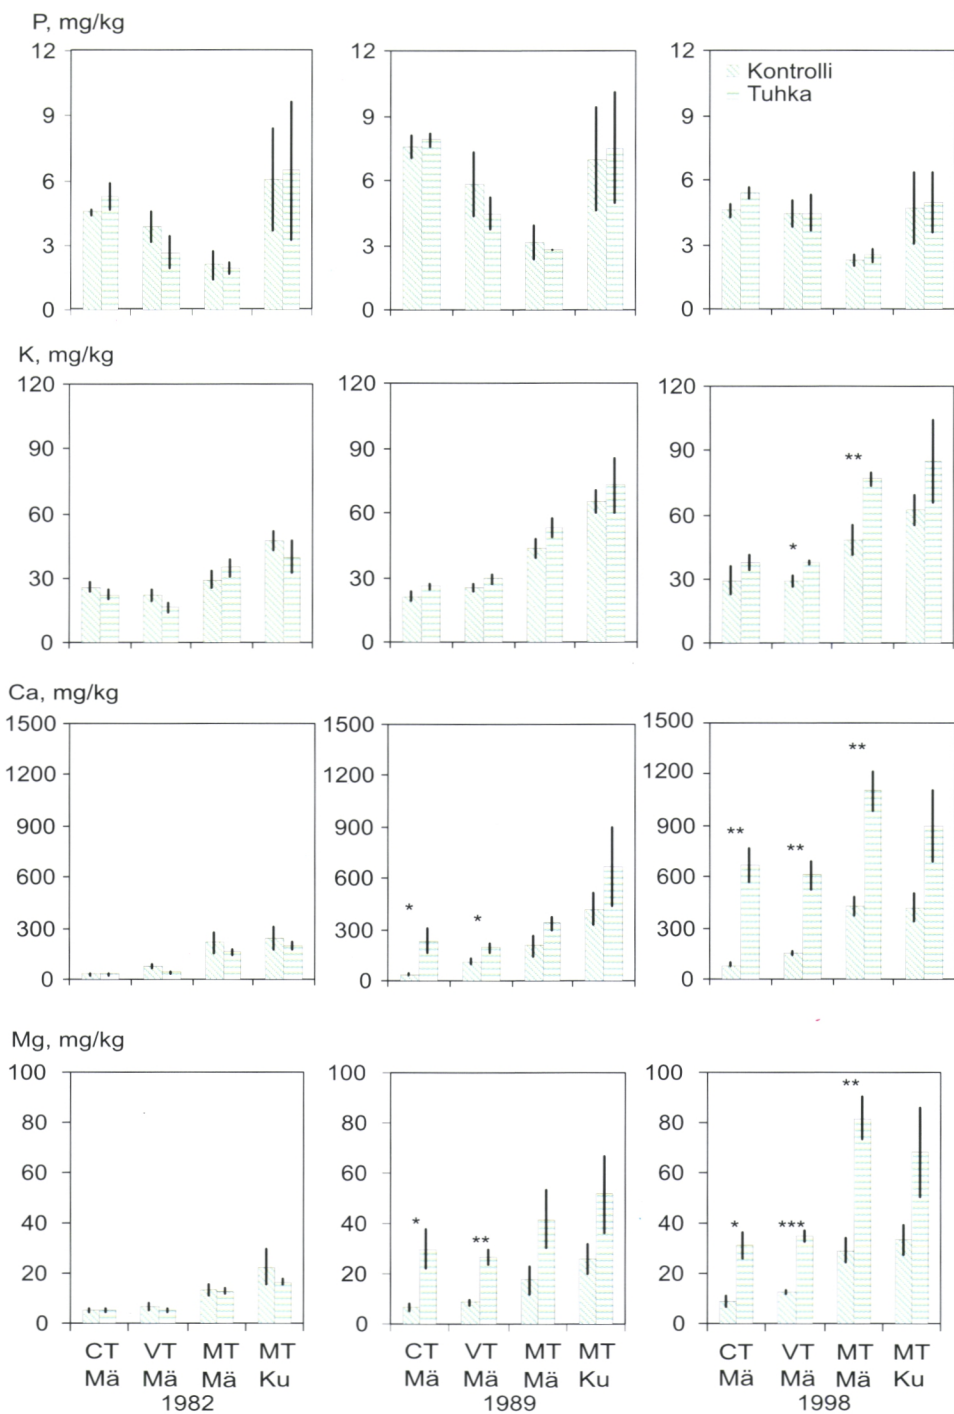 P, mg/kg
12 9 6 3 0
12 9 6 3 0
12 9 6 3 0
Kontrolli
Tuhka
K, mg/kg
120 90 60 30 0
120 90 60 30 0
120 90 60 30 0
* **
Ca, mg/kg
1500 1200 900 600 300 0
1500 1200 900 600 300 0
* *
1500 1200 900 600 300 0
** ** **
Mg, mg/kg
100 80 60 40 20 0
100 80 60 40 20 0
* **
100 80 60 40 20 0
* *** **
CT VT MT MT CT VT MT MT CT VT MT MT
Mä Mä Mä Ku Mä Mä Mä Ku Mä Mä Mä Ku
1982 1989 1998